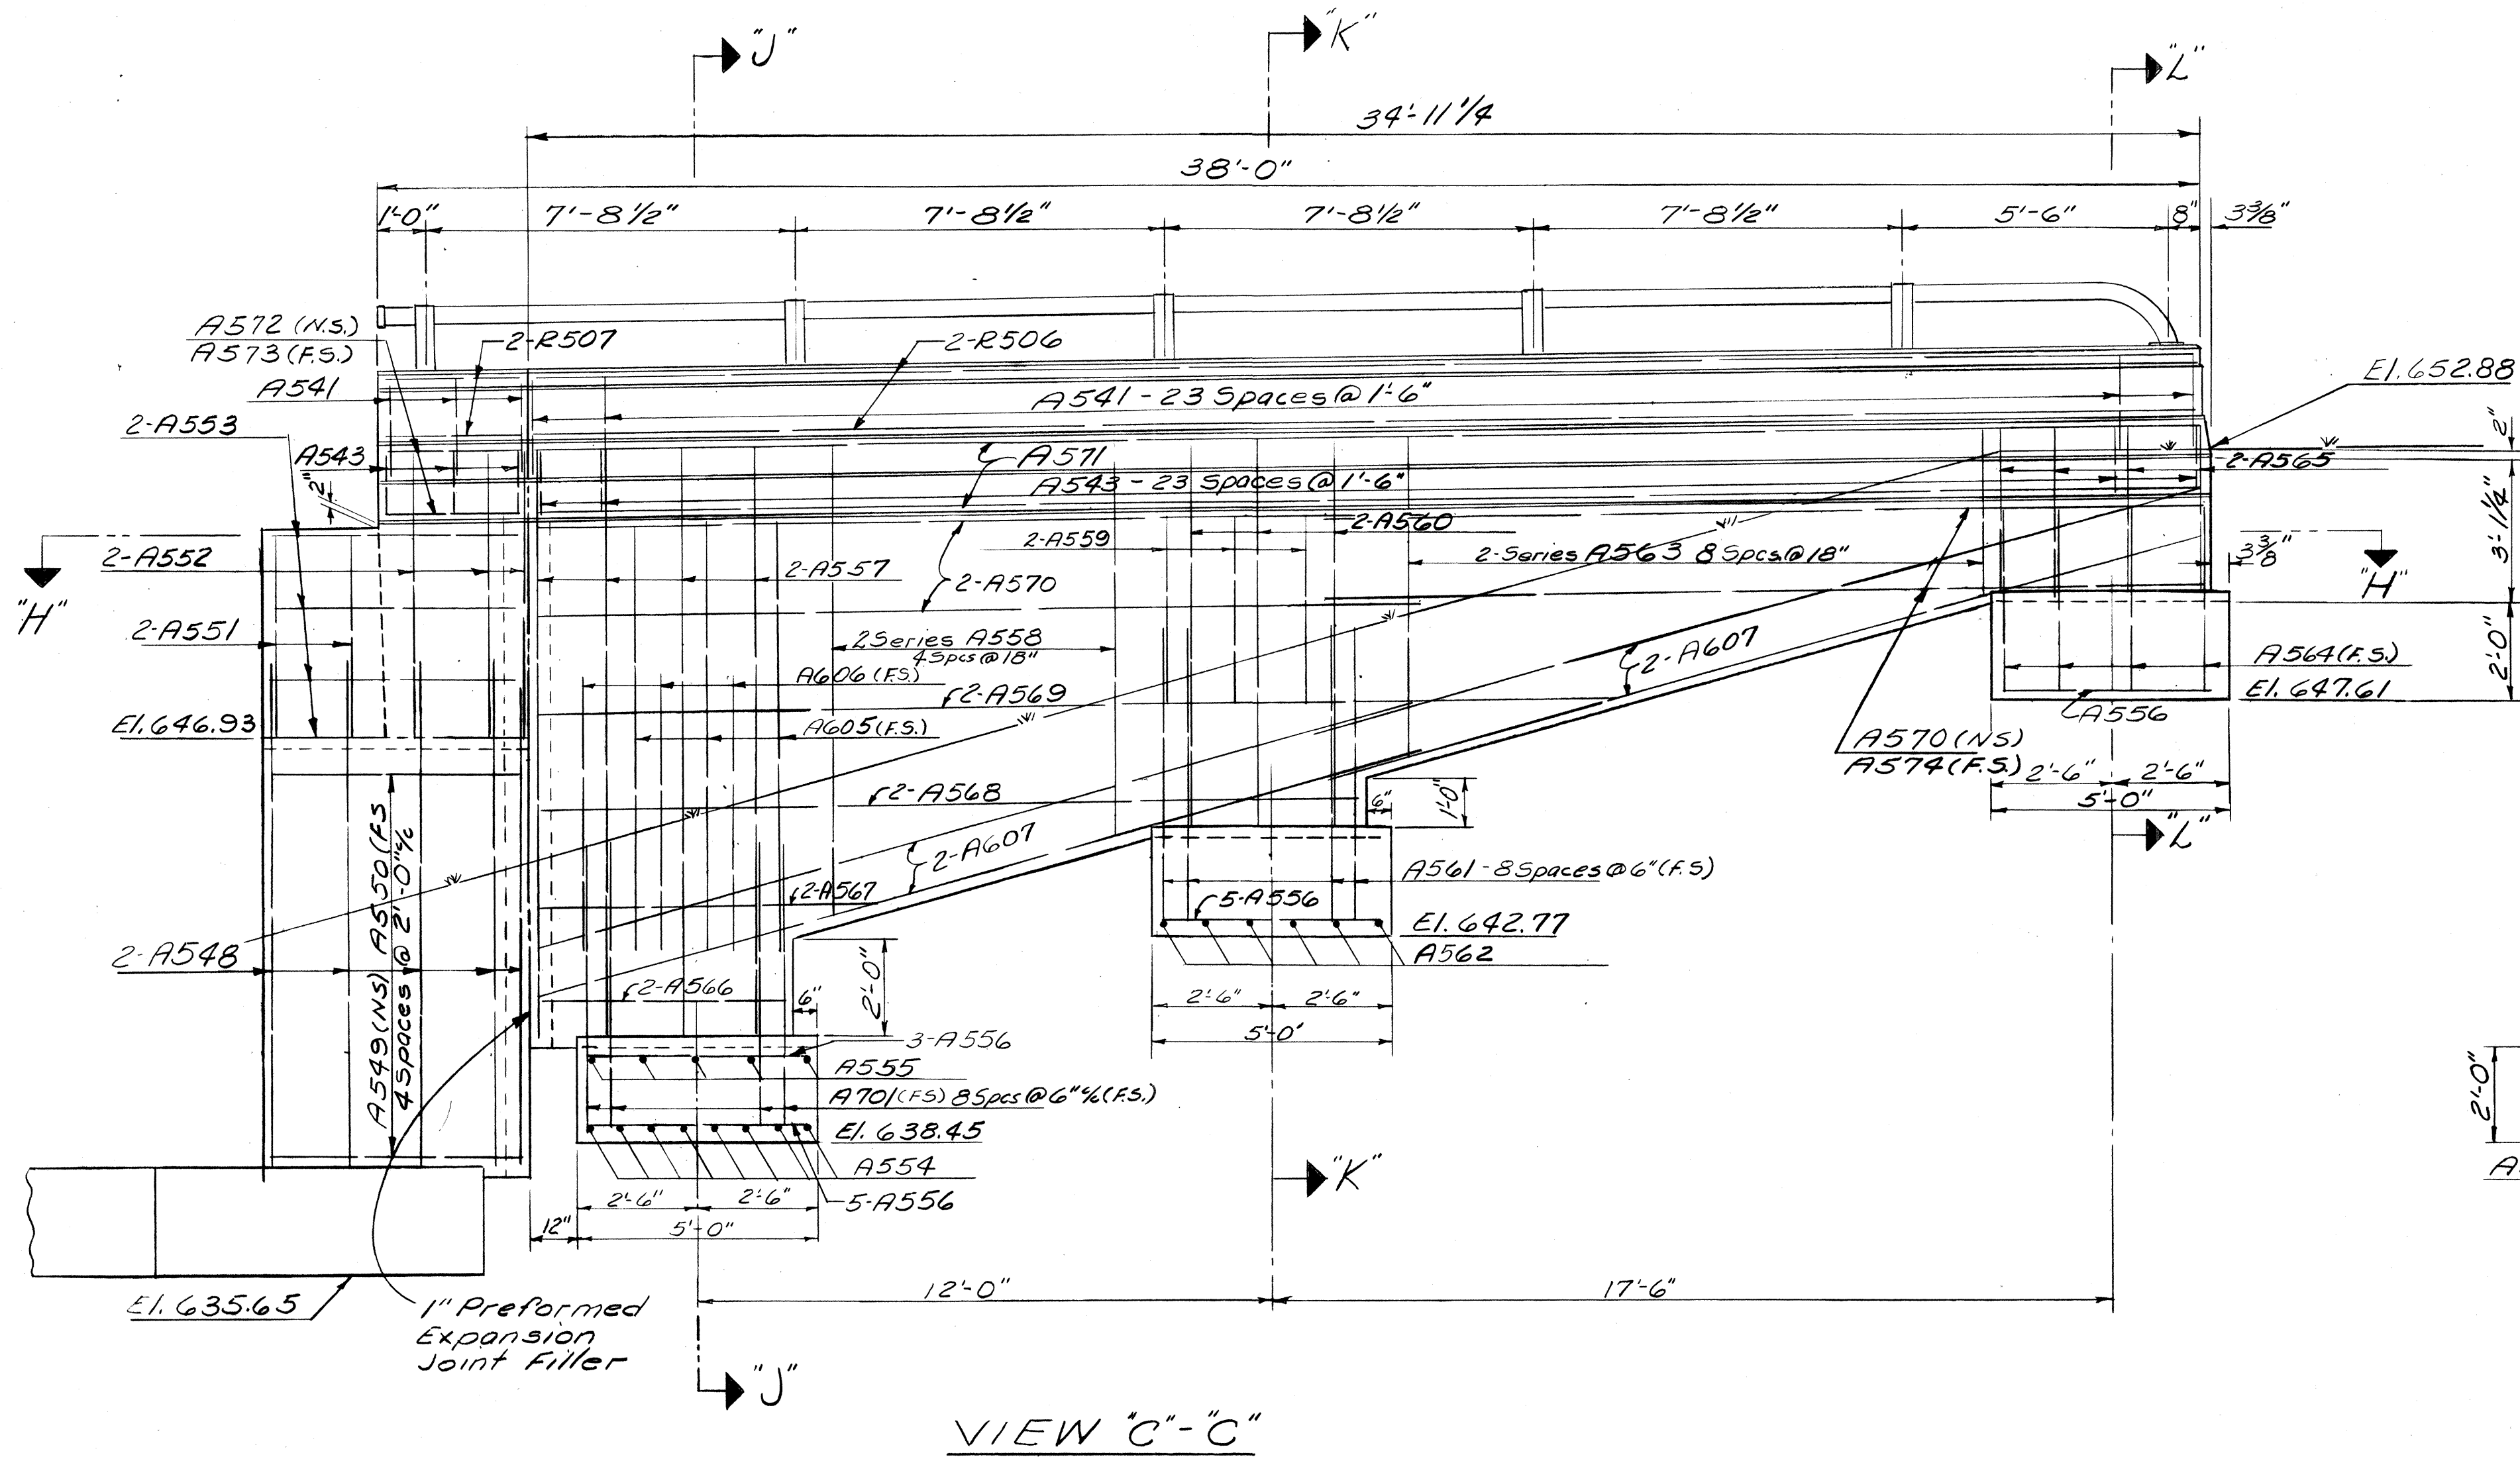 "J"
"K"
"L"
34'-11 1/4
38'-0"
1'-0"
7'-8 1/2"
7'-8 1/2"
7'-8 1/2"
7'-8 1/2"
5'-6"
8"
3 3/8"
A572 (N.S.)
A573 (F.S.)
2-R507
2-R506
A541
A541 - 23 Spaces @ 1'-6"
El. 652.88
2-A553
A543
2"
A571
A543 - 23 Spaces @ 1'-6"
2-A565
2"
3'-1 1/4"
2-A560
2-A559
2-Series A563 8 Spcs. @ 18"
3 3/8"
"H"
"H"
2-A552
2-A557
2-A570
2-A551
2 Series A558
4 Spcs @ 18"
2-A607
A606 (F.S.)
2-A569
A564 (F.S.)
2'-0"
El. 647.61
A556
El. 646.93
A605 (F.S.)
A570 (NS)
A574 (F.S.)
2'-6"
2'-6"
5'-0"
2-A568
6"
1'-0"
"L"
A549 (NS) A550 (FS
4 Spaces @ 2'-0" c/c
2-A607
2-A567
A561 - 8 Spaces @ 6" (F.S)
5-A556
El. 642.77
A562
2-A548
2-A566
6"
2'-0"
2'-6"
2'-6"
5'-0'
3-A556
A555
A701 (FS) 8 Spcs @ 6" c/c (F.S.)
El. 638.45
A554
5-A556
2'-6"
2'-6"
12"
5'-0"
"K"
2'-0"
A
El. 635.65
1" Preformed
Expansion
Joint Filler
12'-0"
17'-6"
"J"
VIEW "C"-"C"